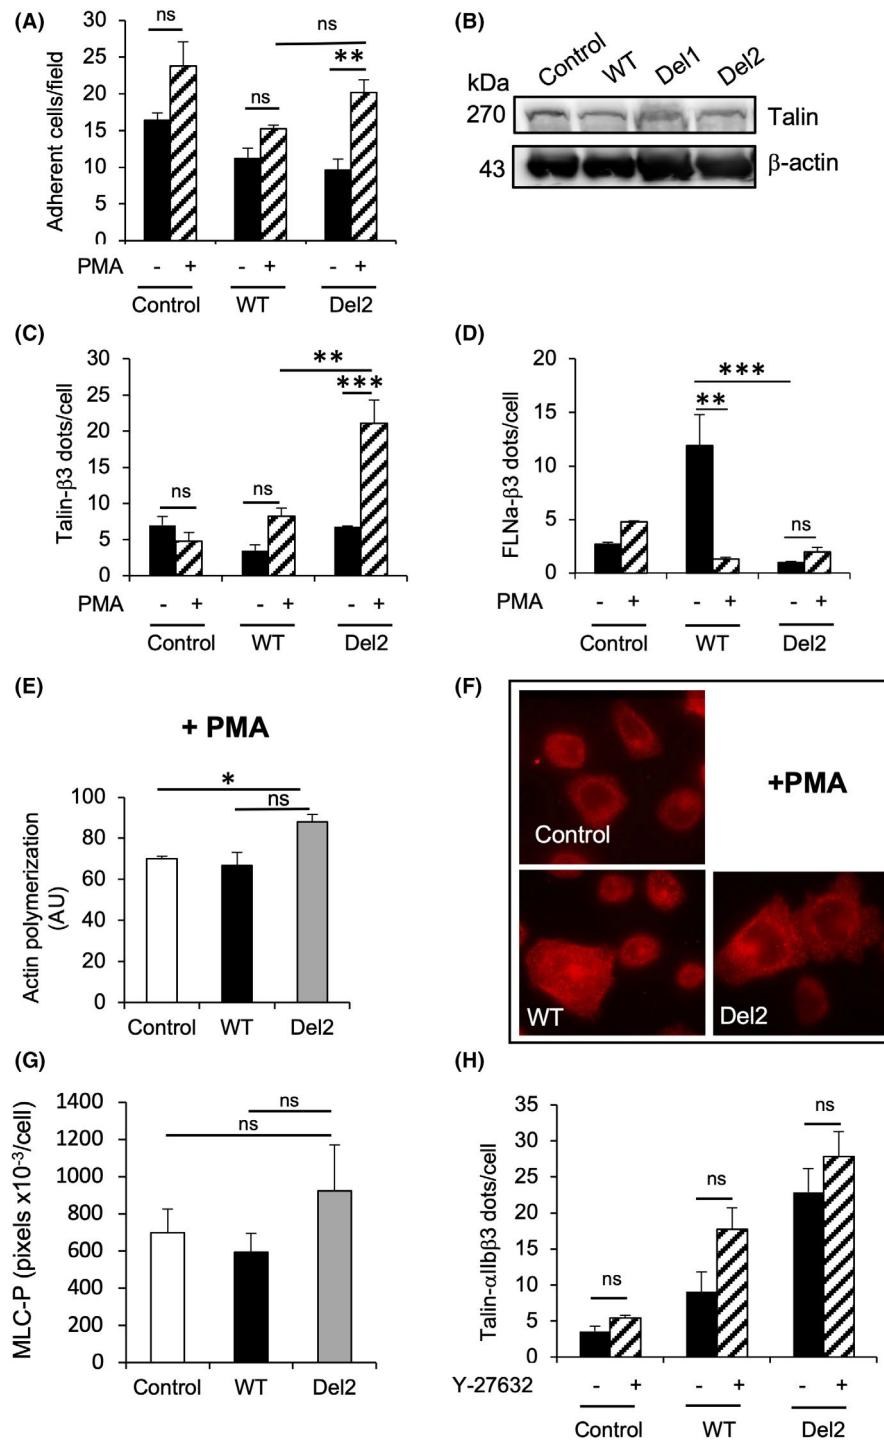 (A)
Adherent cells/field
30
25
20
15
10
5
0
ns
ns
ns
**
PMA - + - + - +
Control WT Del2
(B)
Control WT Del1 Del2
kDa
270 Talin
43 β-actin
(C)
Talin-β3 dots/cell
30
25
20
15
10
5
0
ns
ns
**
***
PMA - + - + - +
Control WT Del2
(D)
FLNa-β3 dots/cell
20
15
10
5
0
***
**
ns
PMA - + - + - +
Control WT Del2
(E)
+ PMA
Actin polymerization
(AU)
100
80
60
40
20
0
*
ns
Control WT Del2
(F)
+PMA
Control
WT
Del2
(G)
MLC-P (pixels x10⁻³/cell)
1400
1200
1000
800
600
400
200
0
ns
ns
Control WT Del2
(H)
Talin-αIIbβ3 dots/cell
35
30
25
20
15
10
5
0
ns
ns
ns
Y-27632 - + - + - +
Control WT Del2